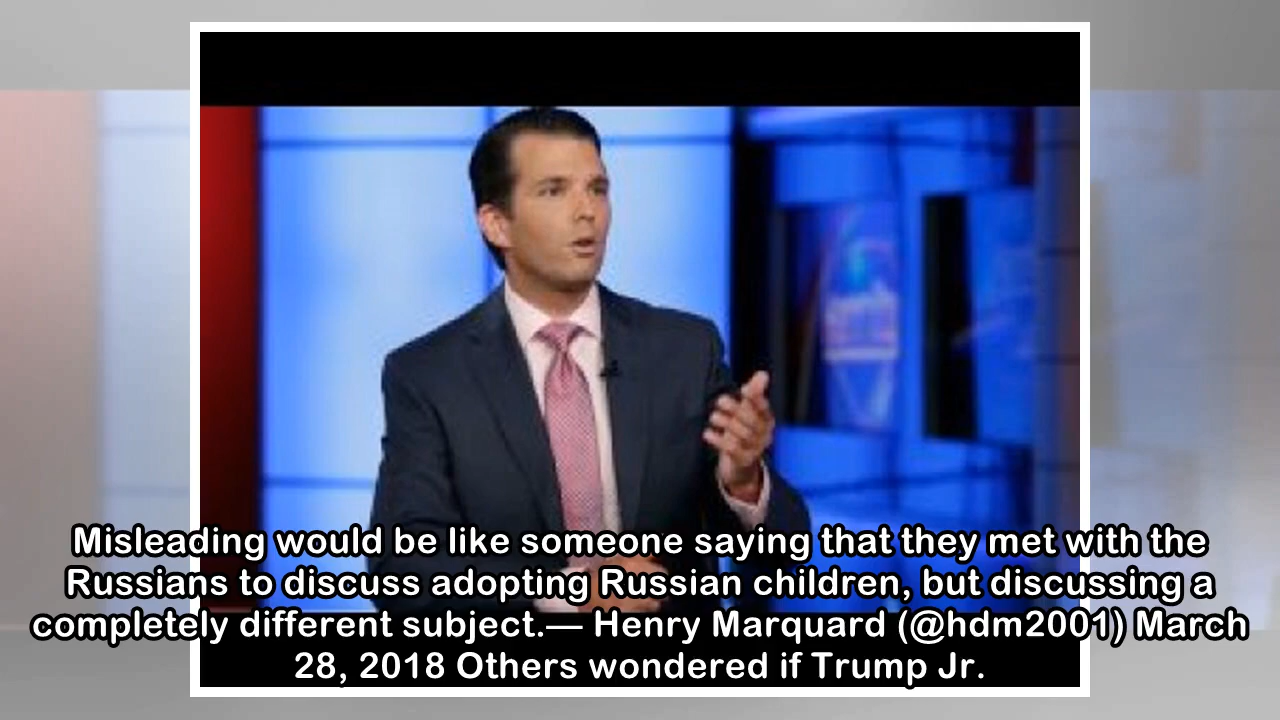 Misleading would be like someone saying that they met with the
Russians to discuss adopting Russian children, but discussing a
completely different subject.— Henry Marquard (@hdm2001) March
28, 2018 Others wondered if Trump Jr.